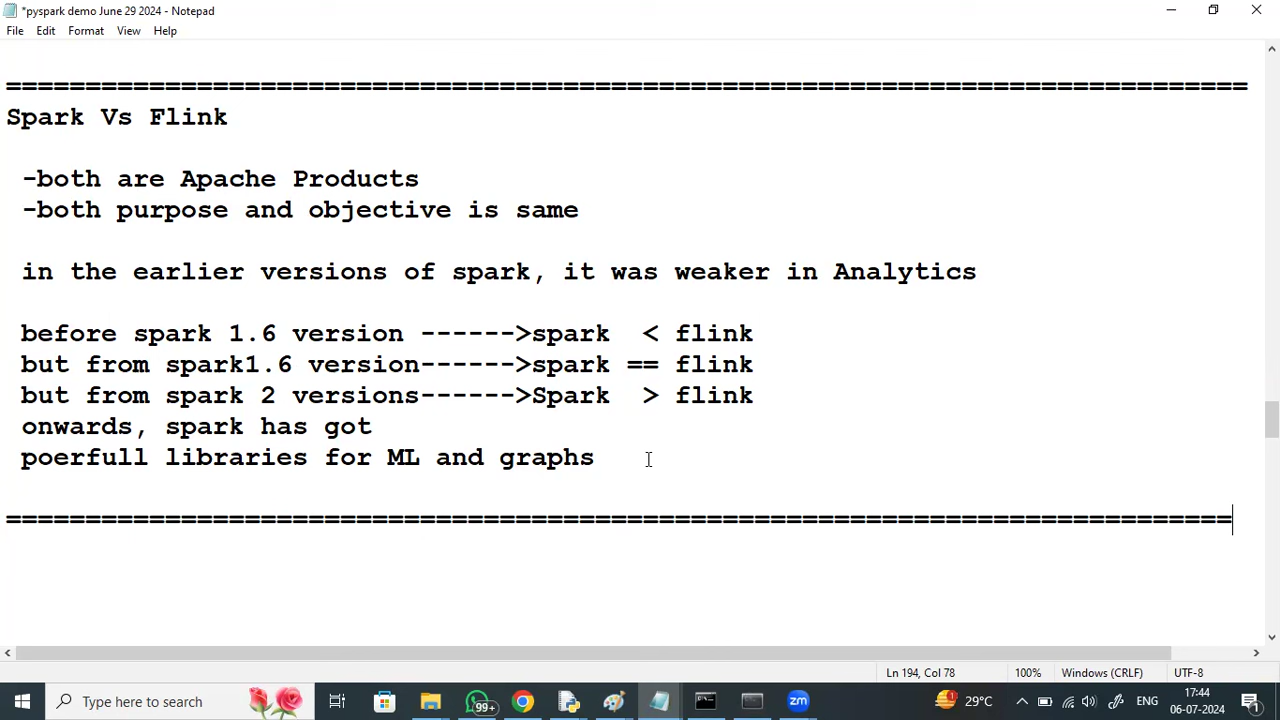 *pyspark demo June 29 2024 - Notepad
File Edit Format View Help
==============================================================================
Spark Vs Flink
-both are Apache Products
-both purpose and objective is same
in the earlier versions of spark, it was weaker in Analytics
before spark 1.6 version ------>spark  < flink
but from spark1.6 version------>spark == flink
but from spark 2 versions------>Spark  > flink
onwards, spark has got
poerfull libraries for ML and graphs
=============================================================================
Ln 194, Col 78 100% Windows (CRLF) UTF-8
Type here to search 99+ 29°C ENG 17:44
06-07-2024 1